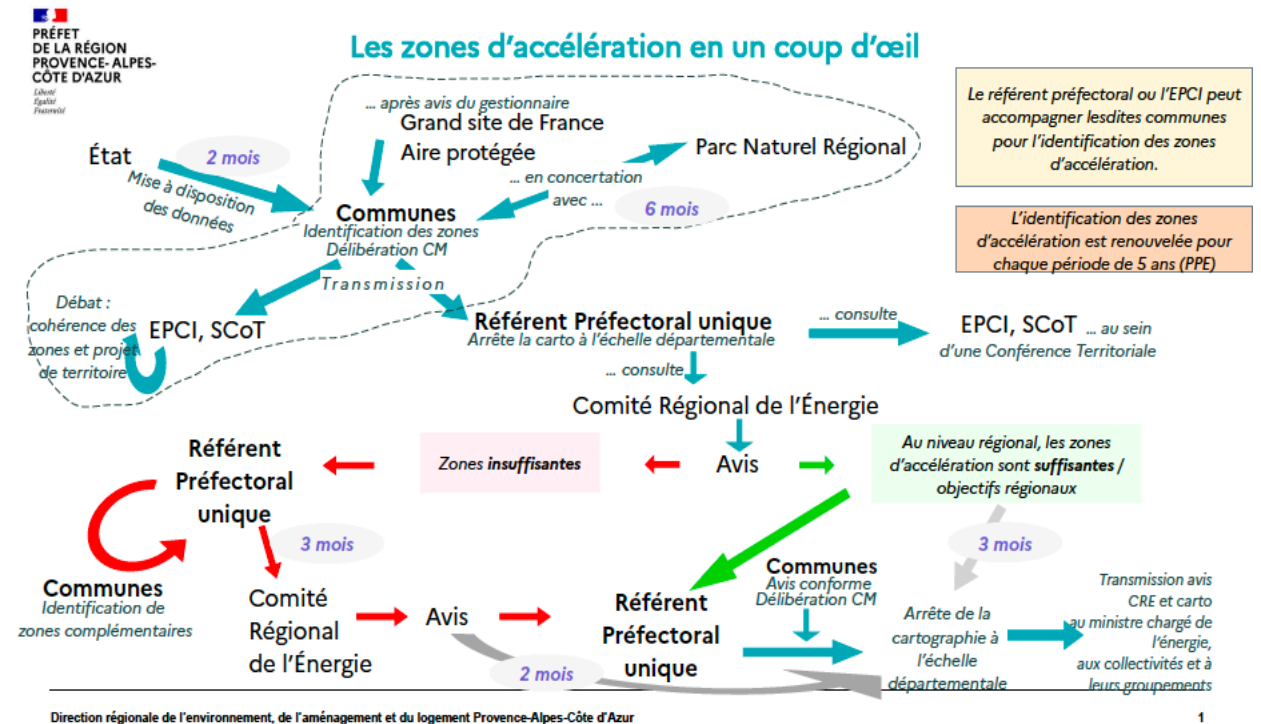 PRÉFET
DE LA RÉGION
PROVENCE- ALPES-
CÔTE D'AZUR
Liberté
Égalité
Fraternité
Les zones d'accélération en un coup d'œil
Le référent préfectoral ou l'EPCI peut
accompagner lesdites communes
pour l'identification des zones
d'accélération.
L'identification des zones
d'accélération est renouvelée pour
chaque période de 5 ans (PPE)
... après avis du gestionnaire
Grand site de France
Aire protégée
État
2 mois
Mise à disposition
des données
Parc Naturel Régional
... en concertation
avec ...
6 mois
Communes
Identification des zones
Délibération CM
Transmission
Débat :
cohérence des
zones et projet
de territoire
EPCI, SCoT
Référent Préfectoral unique
Arrête la carto à l'échelle départementale
... consulte
EPCI, SCoT ... au sein
d'une Conférence Territoriale
... consulte
Comité Régional de l'Énergie
Avis
Zones insuffisantes
Au niveau régional, les zones
d'accélération sont suffisantes /
objectifs régionaux
Référent
Préfectoral
unique
3 mois
Communes
Identification de
zones complémentaires
Comité
Régional
de l'Énergie
Avis
2 mois
Référent
Préfectoral
unique
Communes
Avis conforme
Délibération CM
3 mois
Arrête de la
cartographie à
l'échelle
départementale
Transmission avis
CRE et carto
au ministre chargé de
l'énergie,
aux collectivités et à
leurs groupements
Direction régionale de l'environnement, de l'aménagement et du logement Provence-Alpes-Côte d'Azur
1